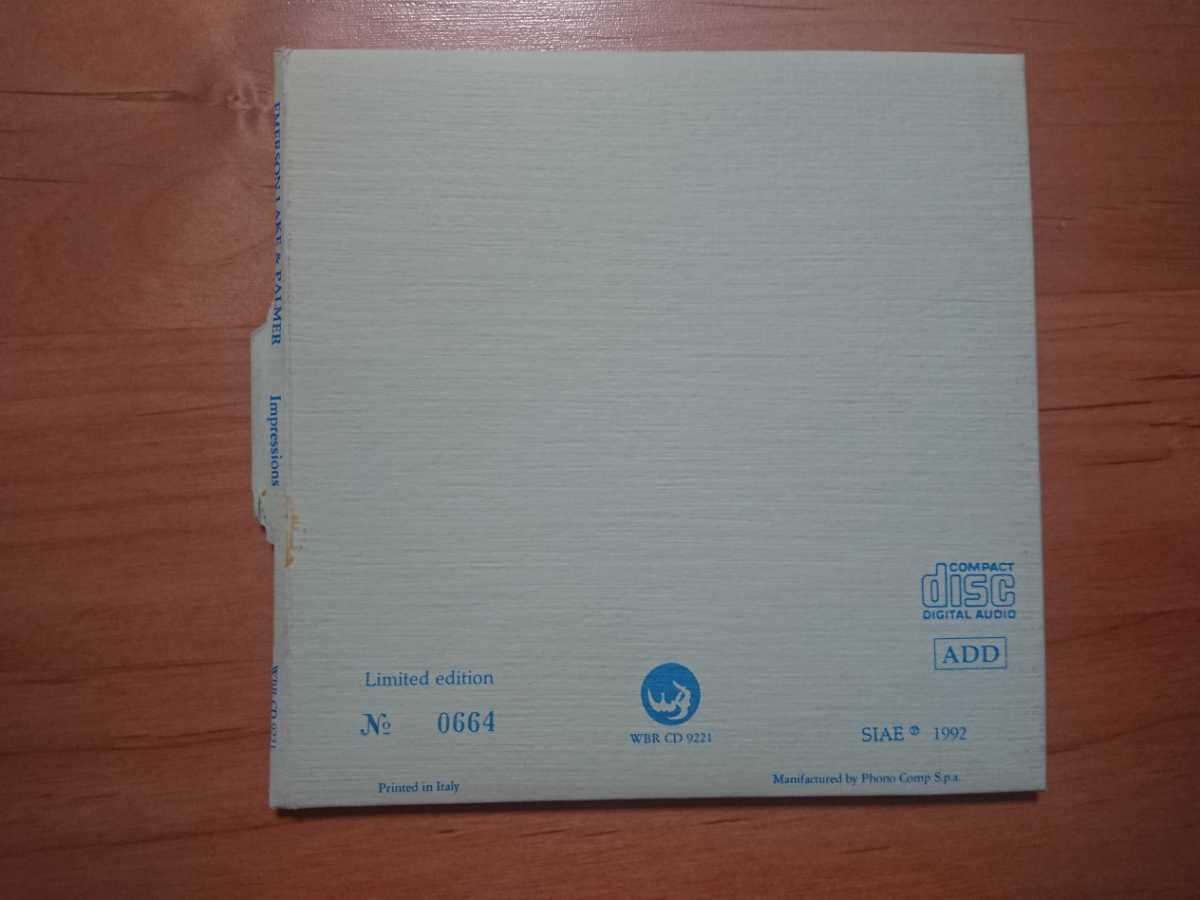 EMERSON LAKE & PALMER Impressions WBR CD 9221
COMPACT
disc
DIGITAL AUDIO
ADD
Limited edition
№ 0664
WBR CD 9221
SIAE ℗ 1992
Printed in Italy
Manifactured by Phono Comp S.p.a.